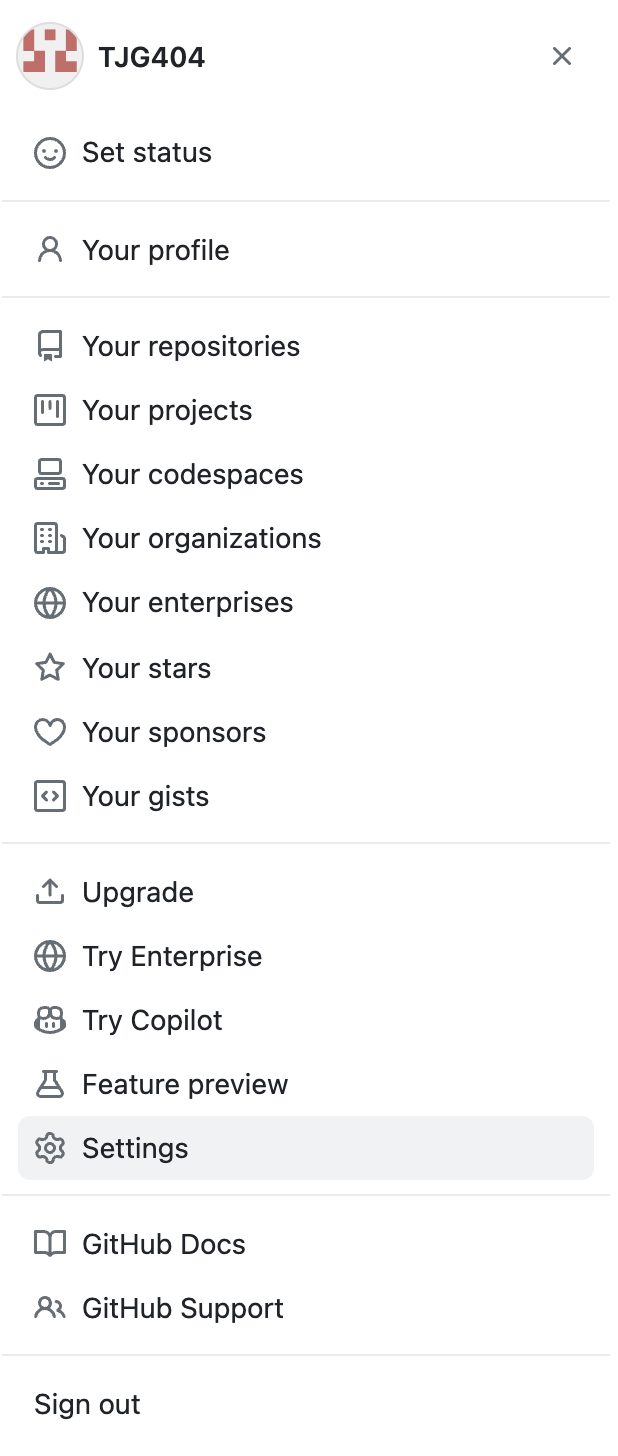 TJG404
Set status
Your profile
Your repositories
Your projects
Your codespaces
Your organizations
Your enterprises
Your stars
Your sponsors
Your gists
Upgrade
Try Enterprise
Try Copilot
Feature preview
Settings
GitHub Docs
GitHub Support
Sign out